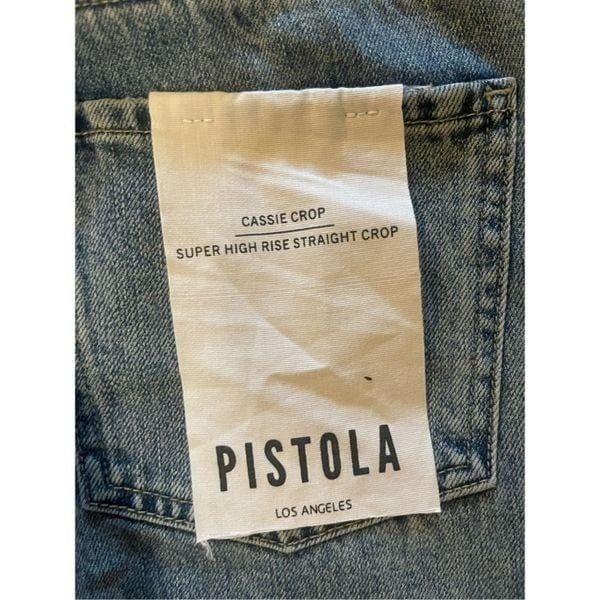 CASSIE CROP
SUPER HIGH RISE STRAIGHT CROP
PISTOLA
LOS ANGELES